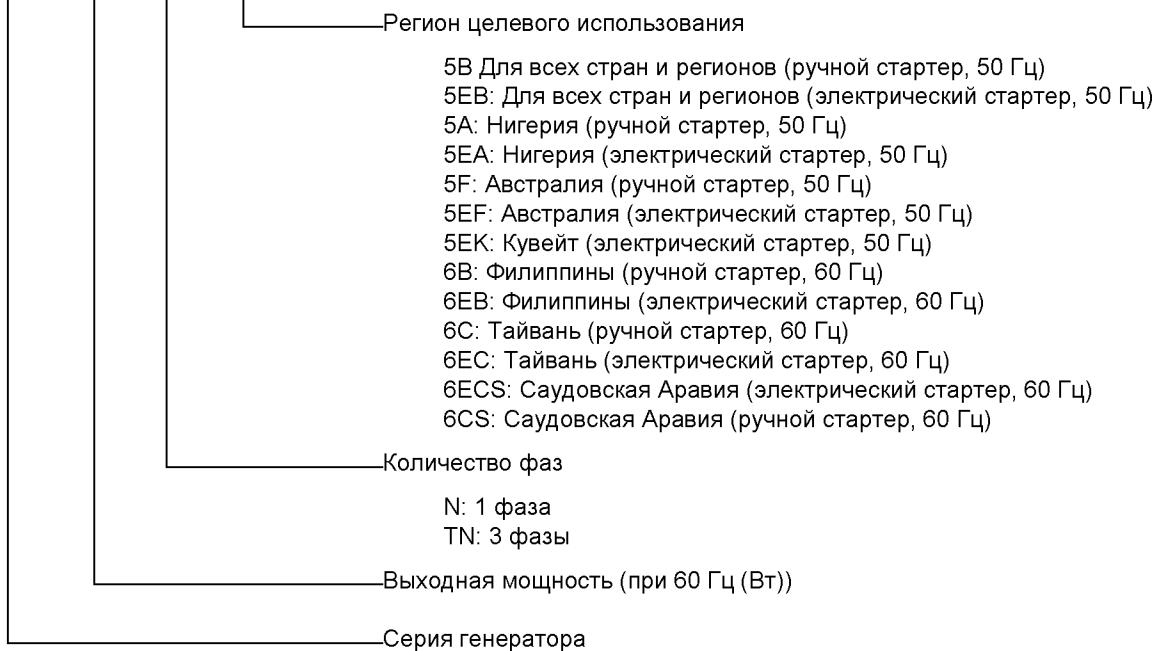 Регион целевого использования
5B Для всех стран и регионов (ручной стартер, 50 Гц)
5EB: Для всех стран и регионов (электрический стартер, 50 Гц)
5A: Нигерия (ручной стартер, 50 Гц)
5EA: Нигерия (электрический стартер, 50 Гц)
5F: Австралия (ручной стартер, 50 Гц)
5EF: Австралия (электрический стартер, 50 Гц)
5EK: Кувейт (электрический стартер, 50 Гц)
6B: Филиппины (ручной стартер, 60 Гц)
6EB: Филиппины (электрический стартер, 60 Гц)
6C: Тайвань (ручной стартер, 60 Гц)
6EC: Тайвань (электрический стартер, 60 Гц)
6ECS: Саудовская Аравия (электрический стартер, 60 Гц)
6CS: Саудовская Аравия (ручной стартер, 60 Гц)
Количество фаз
N: 1 фаза
TN: 3 фазы
Выходная мощность (при 60 Гц (Вт))
Серия генератора